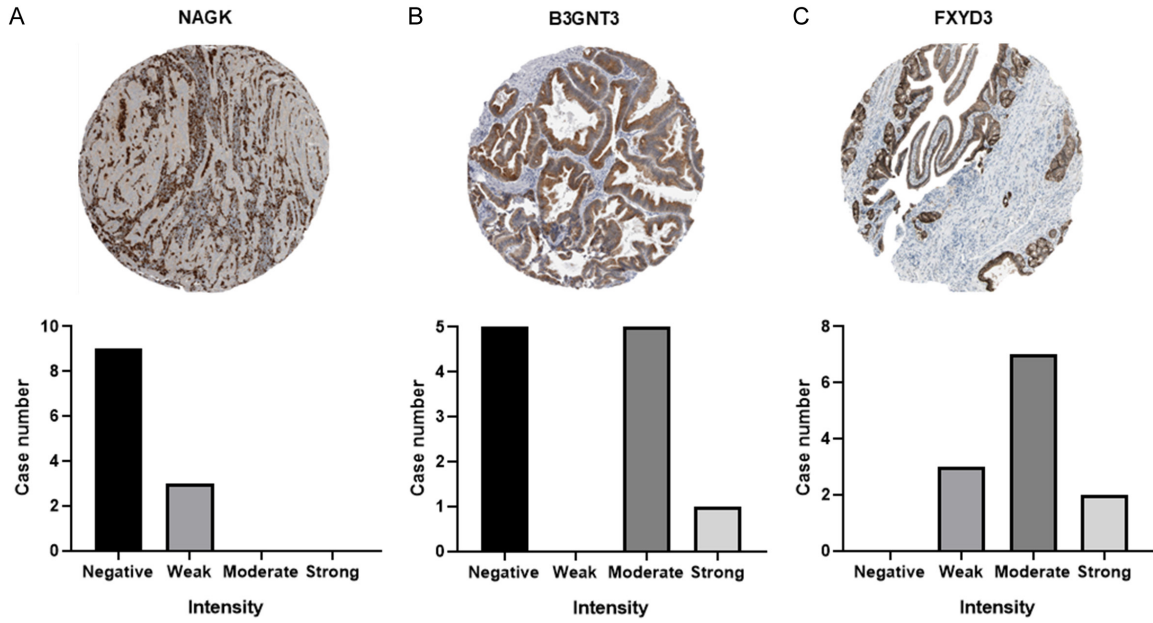 A
NAGK
B
B3GNT3
C
FXYD3
10
8
6
4
2
0
Case number
Negative Weak Moderate Strong
Intensity
5
4
3
2
1
0
Case number
Negative Weak Moderate Strong
Intensity
8
6
4
2
0
Case number
Negative Weak Moderate Strong
Intensity